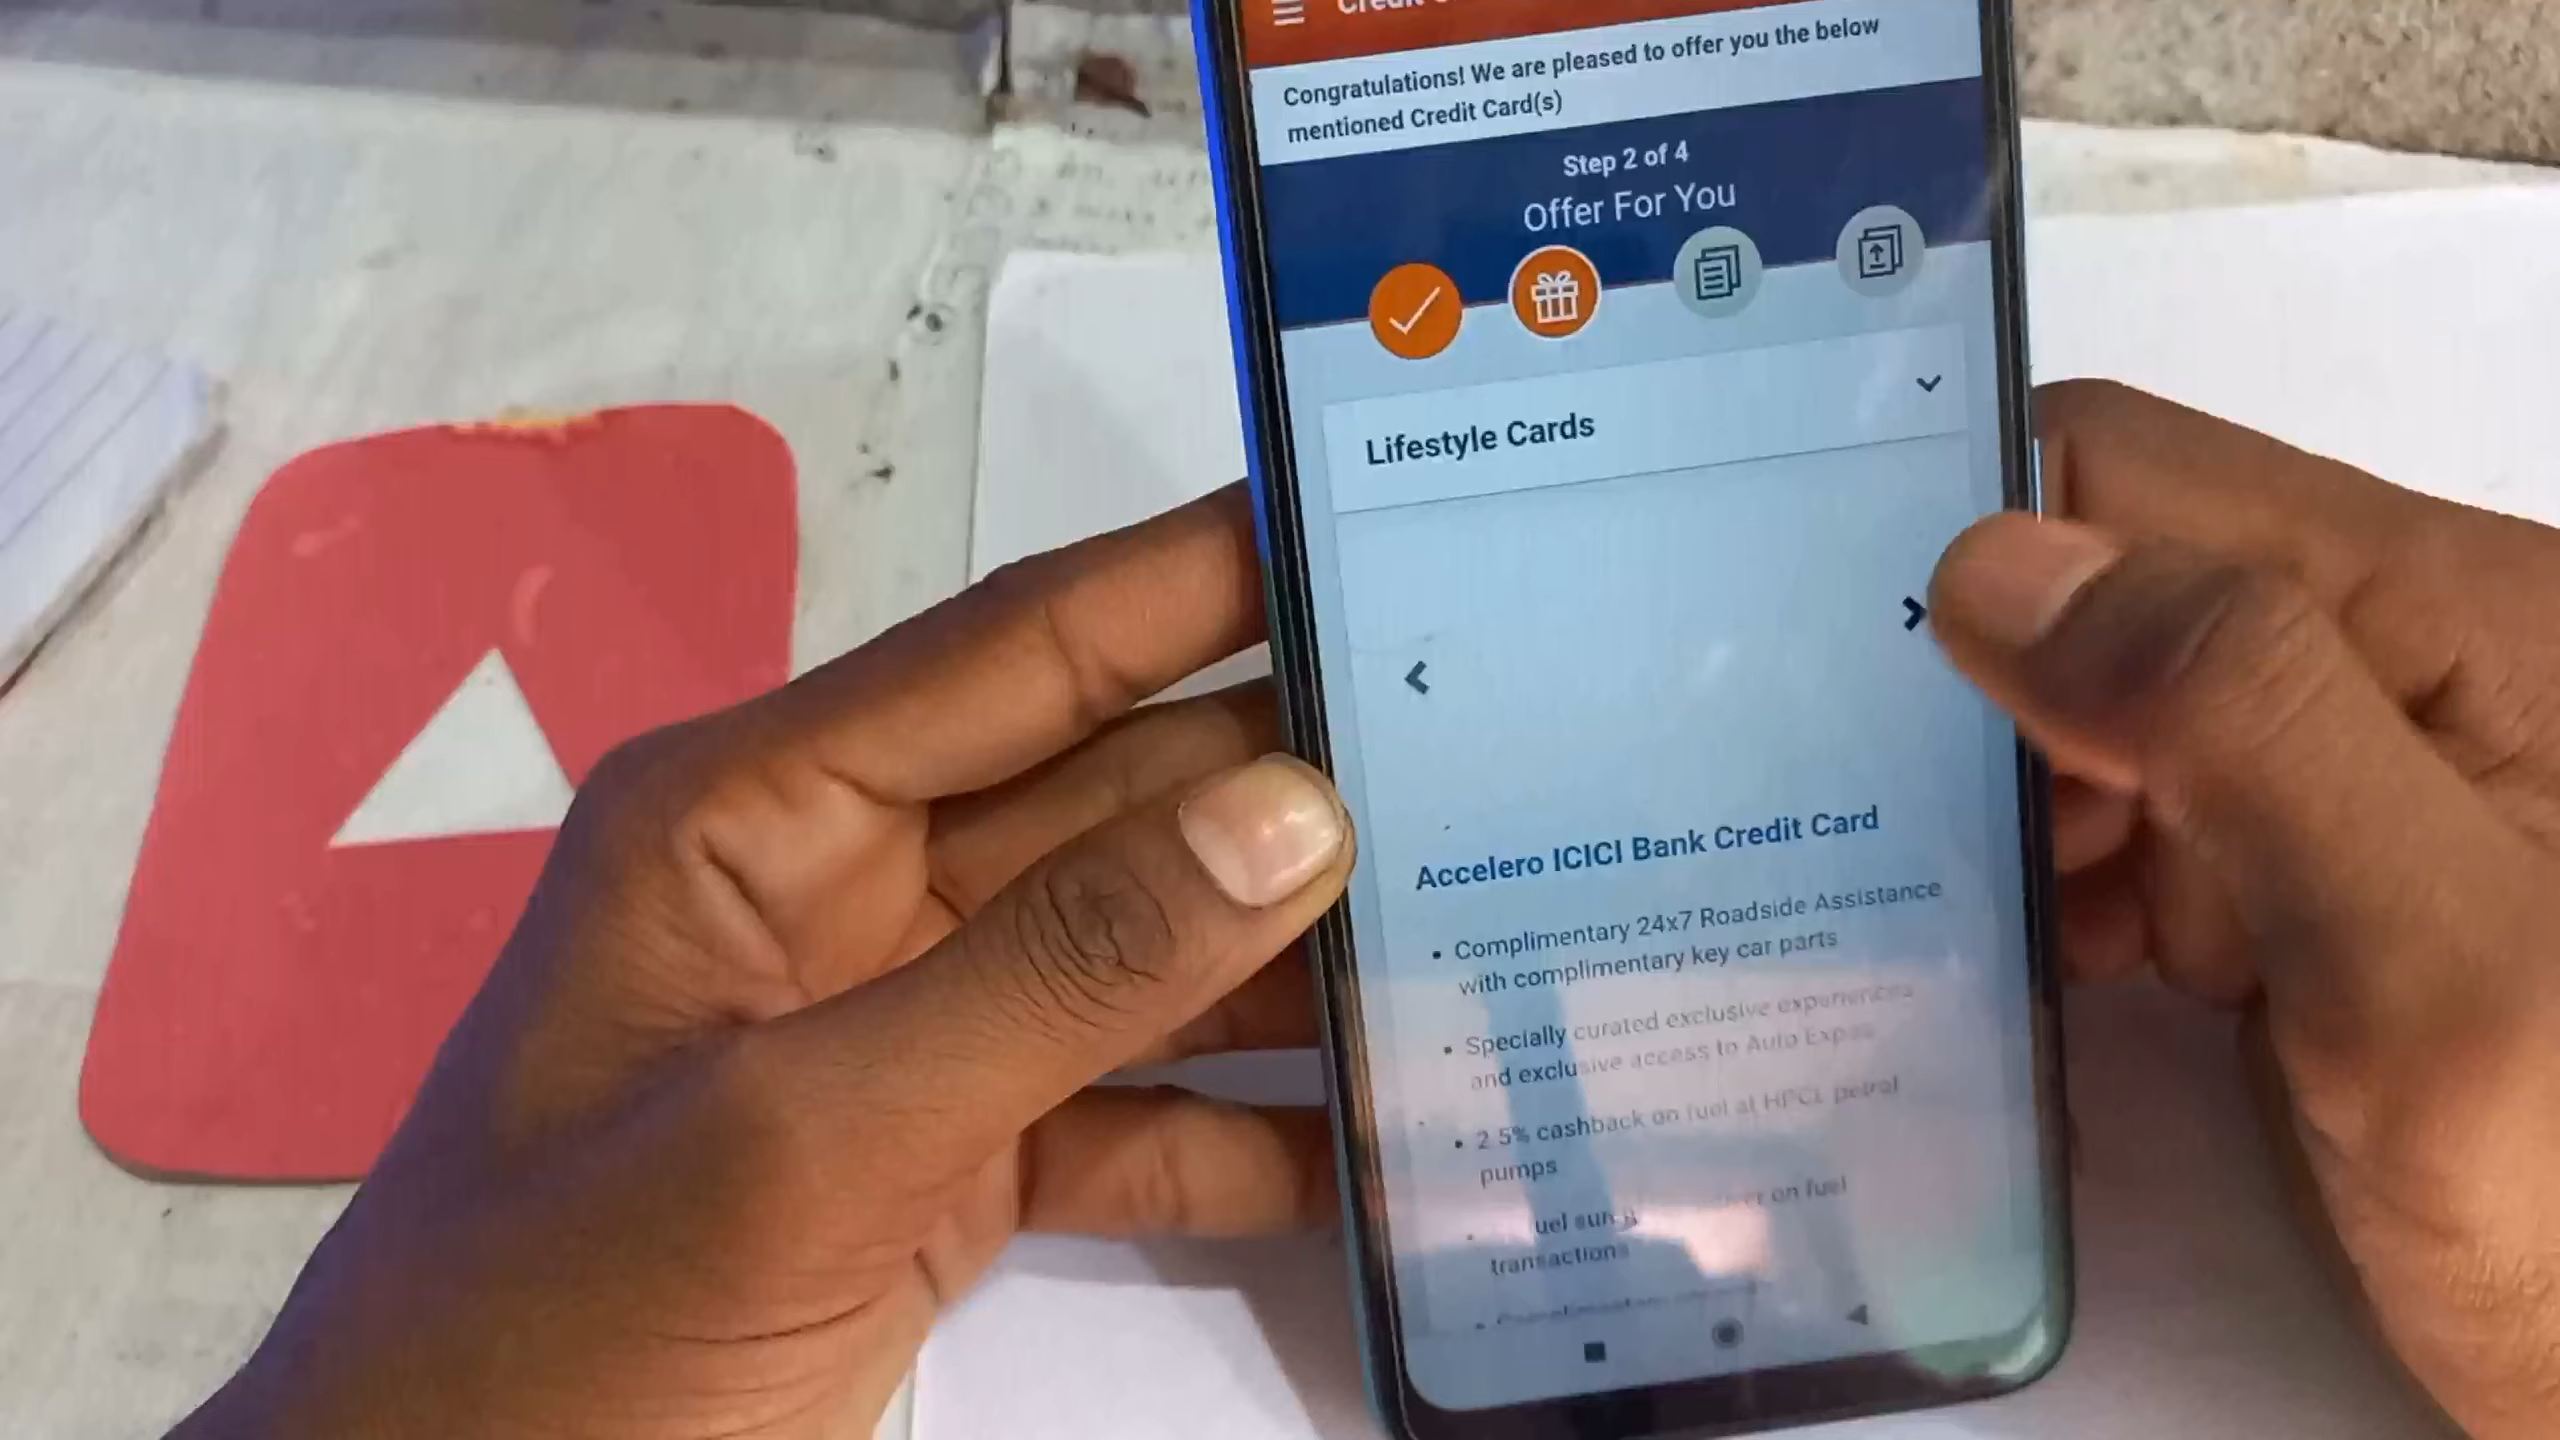 Congratulations! We are pleased to offer you the below
mentioned Credit Card(s)
Step 2 of 4
Offer For You
Lifestyle Cards
Accelero ICICI Bank Credit Card
• Complimentary 24x7 Roadside Assistance
with complimentary key car parts
• Specially curated exclusive experiences
and exclusive access to Auto Expos
• 2.5% cashback on fuel at HPCL petrol
pumps
on fuel
transactions